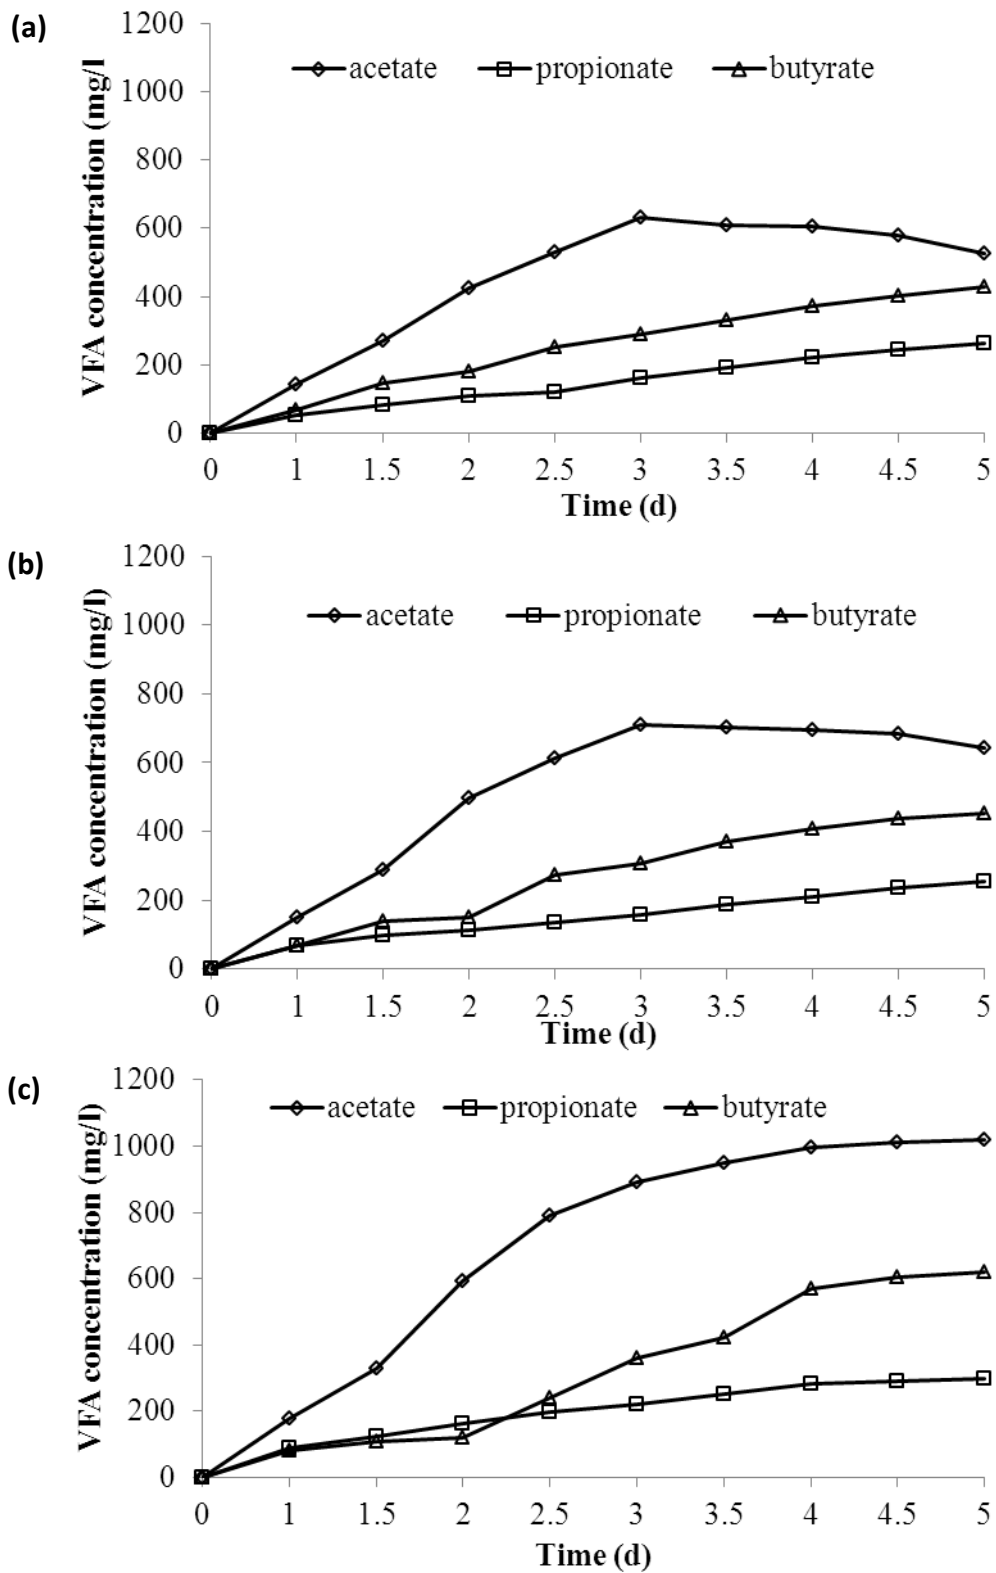 (a)
VFA concentration (mg/l
1200
1000
800
600
400
200
0
acetate propionate butyrate
0 1 1.5 2 2.5 3 3.5 4 4.5 5
Time (d)
(b)
VFA concentration (mg/l)
1200
1000
800
600
400
200
0
acetate propionate butyrate
0 1 1.5 2 2.5 3 3.5 4 4.5 5
Time (d)
(c)
VFA concentration (mg/l)
1200
1000
800
600
400
200
0
acetate propionate butyrate
0 1 1.5 2 2.5 3 3.5 4 4.5 5
Time (d)